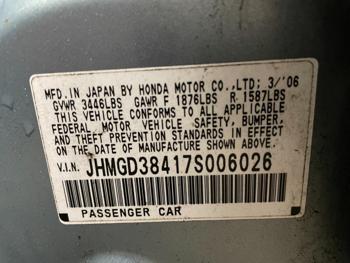 MFD. IN JAPAN BY HONDA MOTOR CO.,LTD; 3/'06
GVWR 3446LBS GAWR F 1876LBS R 1587LBS
THIS VEHICLE CONFORMS TO ALL APPLICABLE
FEDERAL MOTOR VEHICLE SAFETY, BUMPER,
AND THEFT PREVENTION STANDARDS IN EFFECT
ON THE DATE OF MANUFACTURE SHOWN ABOVE.
V.I.N. JHMGD38417S006026
PASSENGER CAR